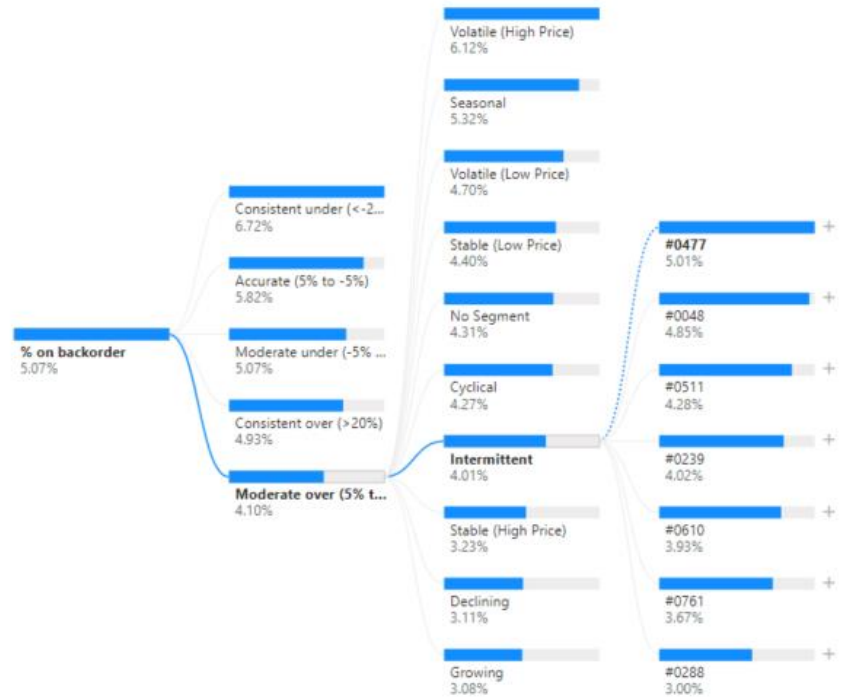 % on backorder
5.07%
Consistent under (<-2...
6.72%
Accurate (5% to -5%)
5.82%
Moderate under (-5% ...
5.07%
Consistent over (>20%)
4.93%
Moderate over (5% t...
4.10%
Volatile (High Price)
6.12%
Seasonal
5.32%
Volatile (Low Price)
4.70%
Stable (Low Price)
4.40%
No Segment
4.31%
Cyclical
4.27%
Intermittent
4.01%
Stable (High Price)
3.23%
Declining
3.11%
Growing
3.08%
#0477
5.01%
#0048
4.85%
#0511
4.28%
#0239
4.02%
#0610
3.93%
#0761
3.67%
#0288
3.00%